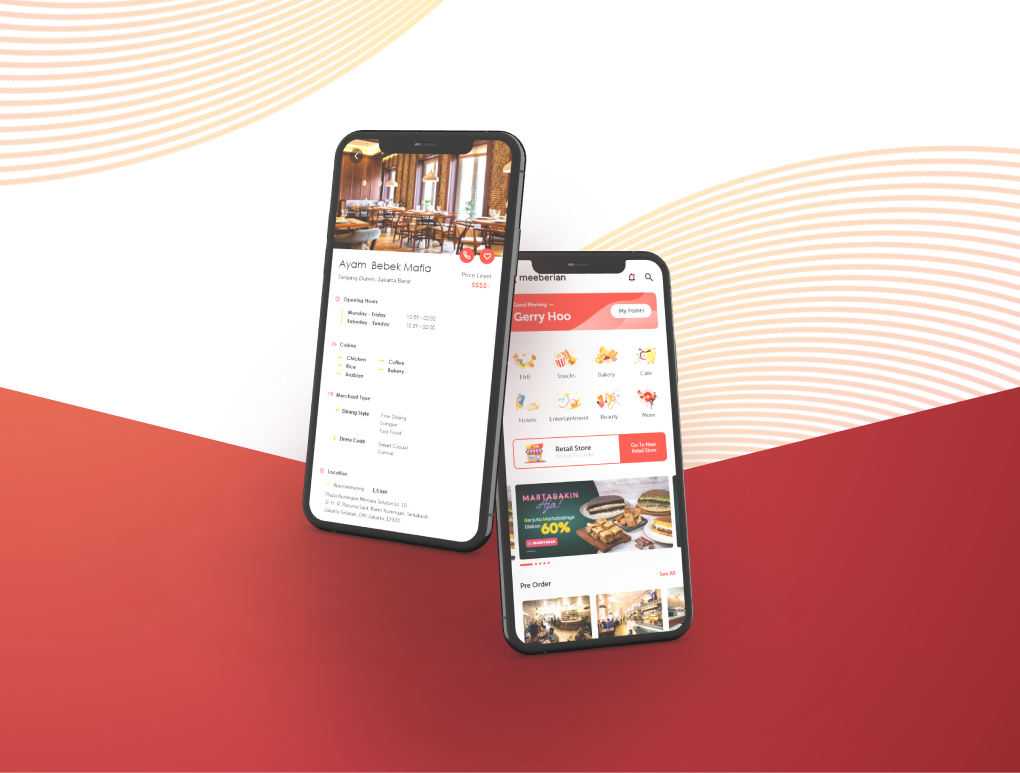 Ayam Bebek Mafia
Tanjung Duren, Jakarta Barat
Price Level
$$$$
Opening Hours
Monday - Friday 10:59 - 02:00
Saturday - Sunday 10:59 - 02:00
Cuisine
Chicken
Coffee
Rice
Bakery
Arabian
Merchant Type
Dining Style
Fine Dining
Longue
Fast Food
Dress Code
Smart Casual
Formal
Location
Approximately 1.5 KM
Plaza Kuningan Menara Selatan Lt. 10
Jl. H. R. Rasuna Said, Karet Kuningan, Setiabudi
Jakarta Selatan, DKI Jakarta, 12920
meeberian
Good Morning
Gerry Hoo
My Points
FnB
Snacks
Bakery
Cafe
Hotels
Entertaintment
Beauty
More
Retail Store
Go To Near
Retail Store
MARTABAKIN
Aja!
60%
Diskon
Pre Order
See All